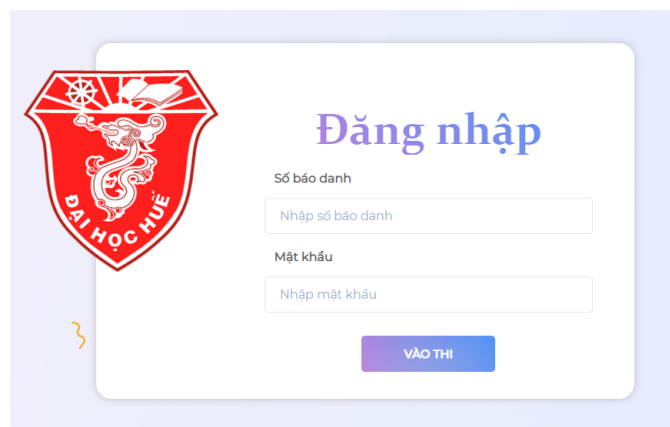 ĐẠI HỌC HUẾ
Đăng nhập
Số báo danh
Nhập số báo danh
Mật khẩu
Nhập mật khẩu
VÀO THI